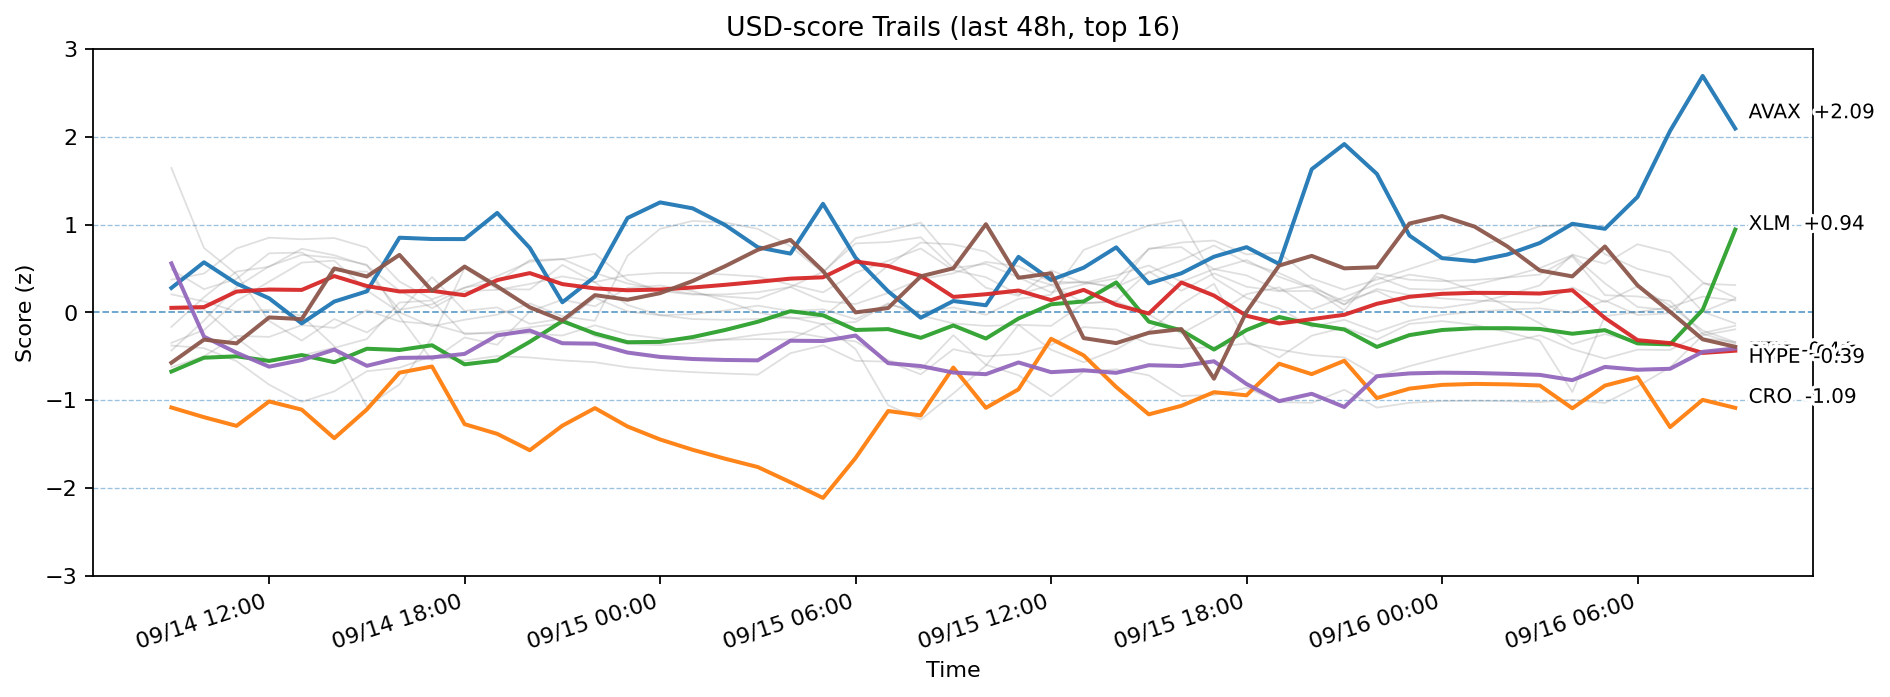 USD-score Trails (last 48h, top 16)
Score (z)
3
2
1
0
−1
−2
−3
AVAX +2.09
XLM +0.94
HYPE -0.39
CRO -1.09
09/14 12:00
09/14 18:00
09/15 00:00
09/15 06:00
09/15 12:00
09/15 18:00
09/16 00:00
09/16 06:00
Time